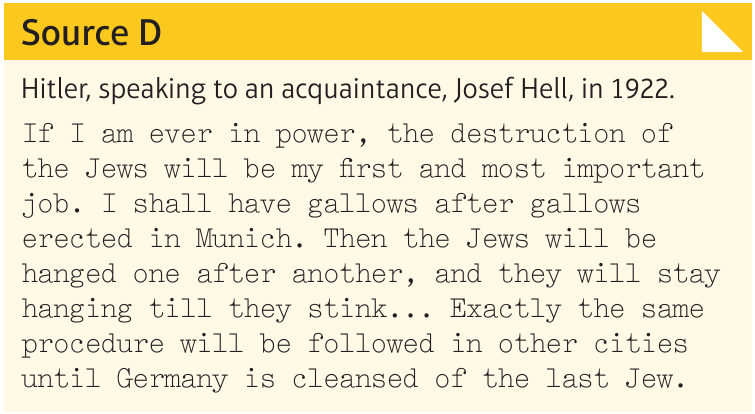 Source D
Hitler, speaking to an acquaintance, Josef Hell, in 1922.
If I am ever in power, the destruction of
the Jews will be my first and most important
job. I shall have gallows after gallows
erected in Munich. Then the Jews will be
hanged one after another, and they will stay
hanging till they stink... Exactly the same
procedure will be followed in other cities
until Germany is cleansed of the last Jew.